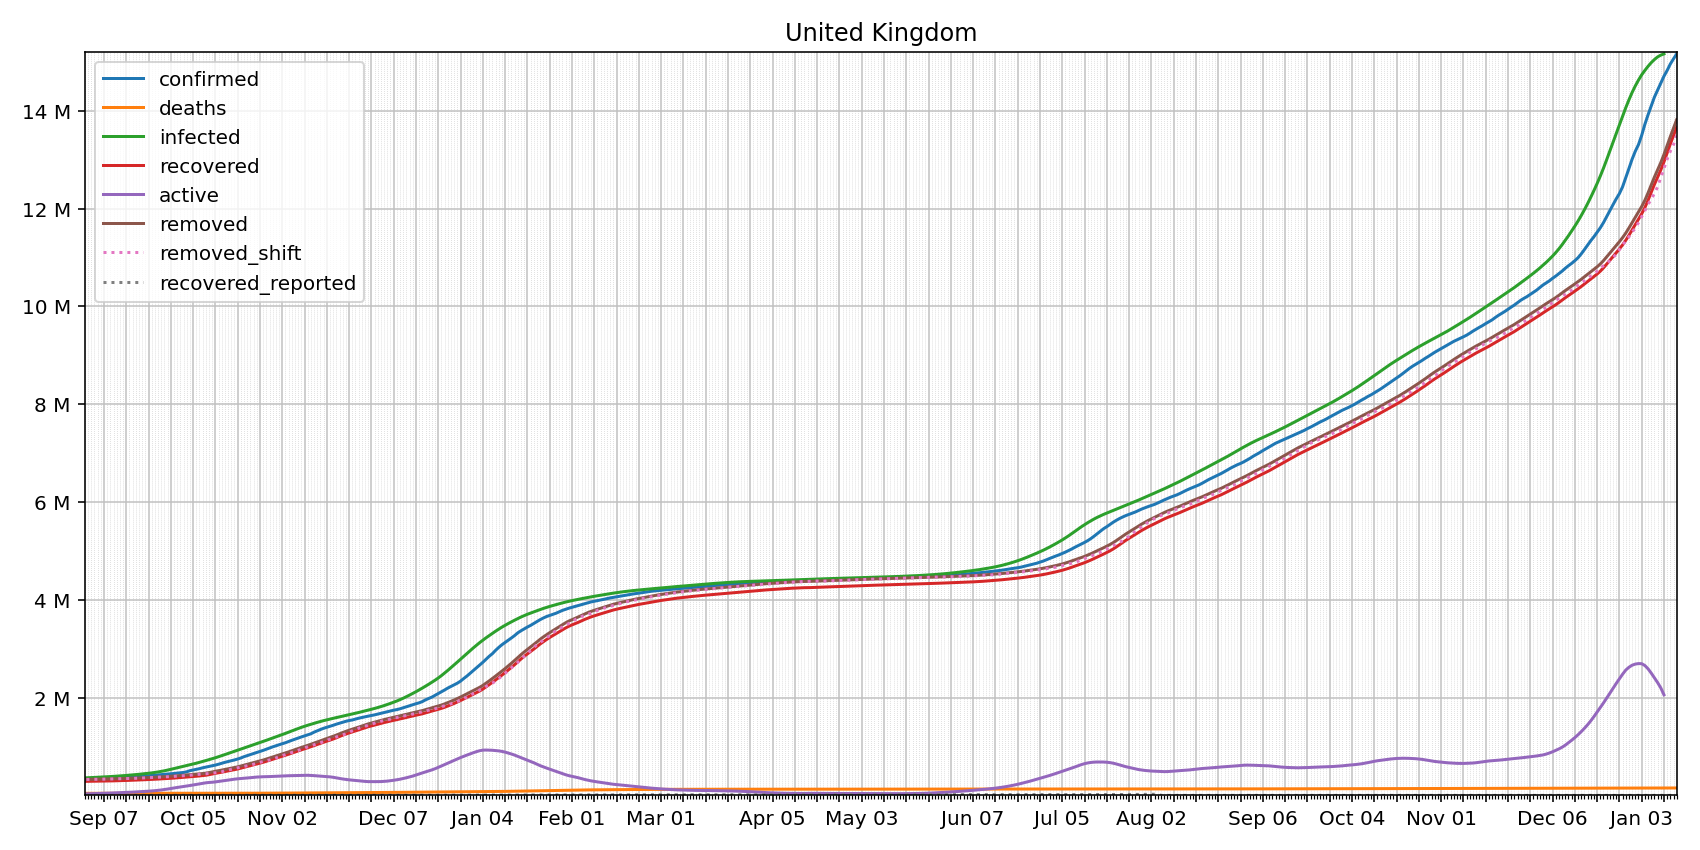 United Kingdom
confirmed
deaths
infected
recovered
active
removed
removed_shift
recovered_reported
14 M
12 M
10 M
8 M
6 M
4 M
2 M
Sep 07 Oct 05 Nov 02 Dec 07 Jan 04 Feb 01 Mar 01 Apr 05 May 03 Jun 07 Jul 05 Aug 02 Sep 06 Oct 04 Nov 01 Dec 06 Jan 03